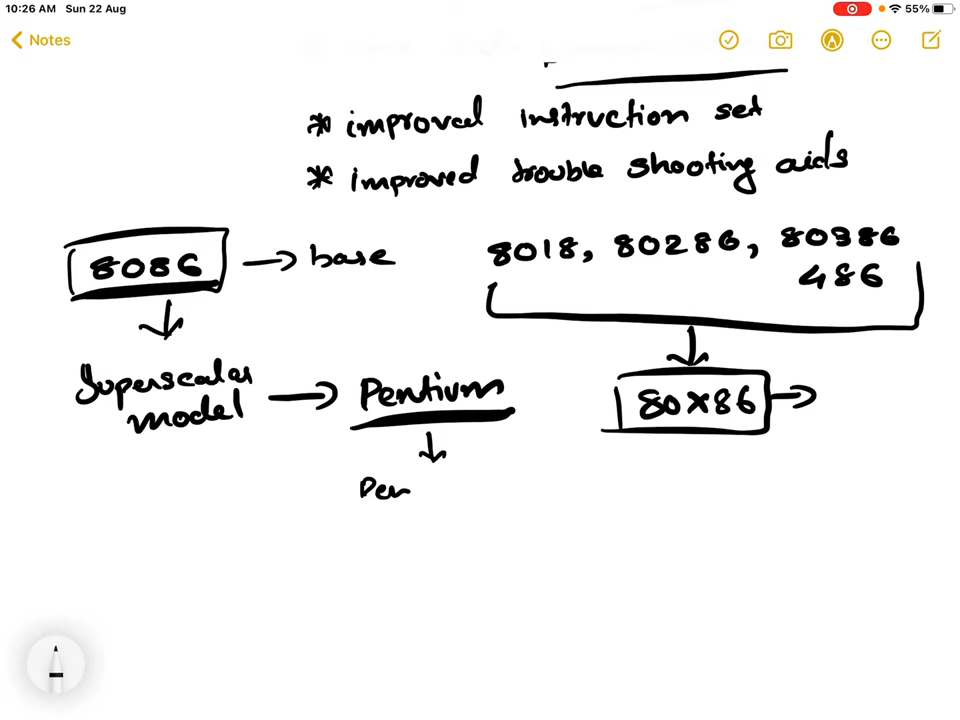 10:26 AM Sun 22 Aug
55%
Notes
* improved instruction set
* improved trouble shooting aids
8086 → base
8018, 80286, 80386
486
Superscalar
model → Pentium
80X86 →
Pen